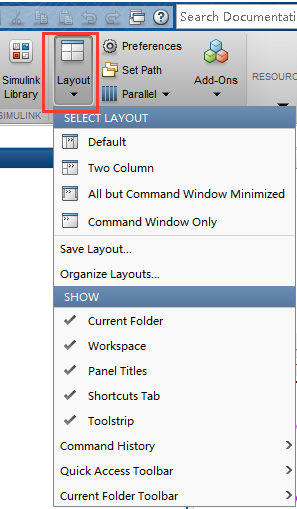 Search Documentati
Simulink
Library
Layout
Preferences
Set Path
Parallel
Add-Ons
RESOURC
SIMULINK
SELECT LAYOUT
Default
Two Column
All but Command Window Minimized
Command Window Only
Save Layout...
Organize Layouts...
SHOW
Current Folder
Workspace
Panel Titles
Shortcuts Tab
Toolstrip
Command History
Quick Access Toolbar
Current Folder Toolbar